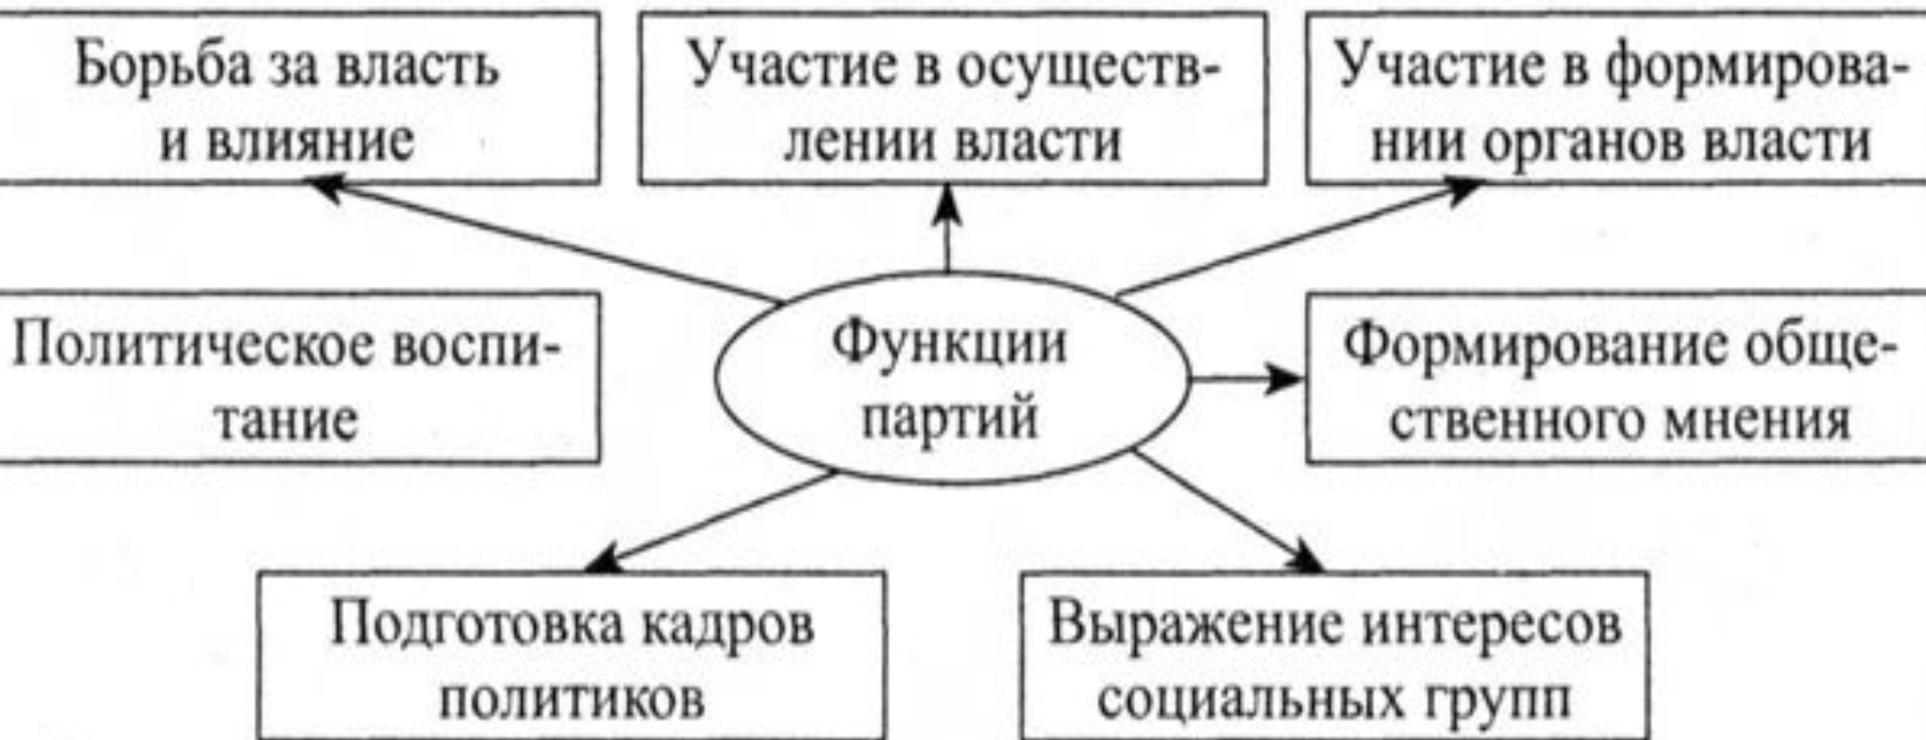 Борьба за власть
и влияние
Участие в осуществ-
лении власти
Участие в формирова-
нии органов власти
Политическое воспи-
тание
Функции
партий
Формирование обще-
ственного мнения
Подготовка кадров
политиков
Выражение интересов
социальных групп